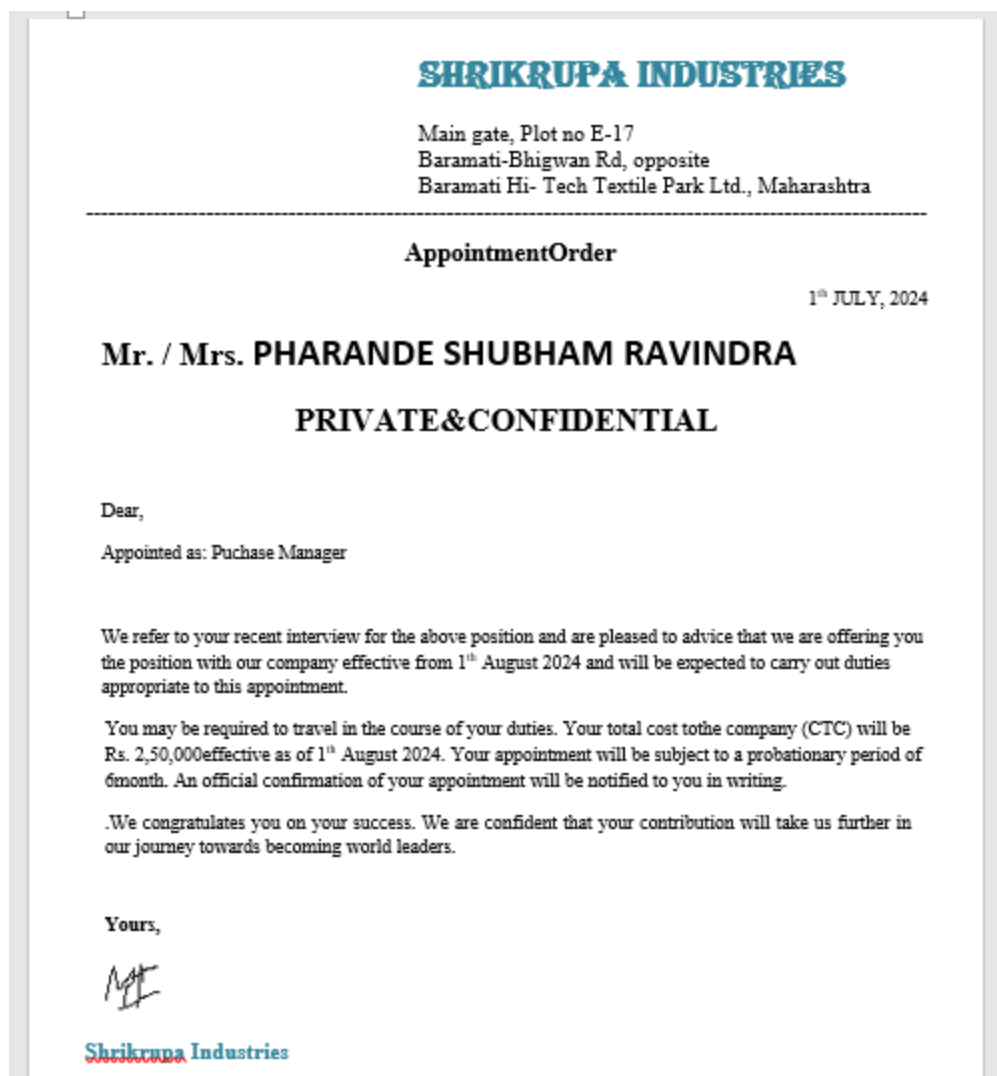 SHRIKRUPA INDUSTRIES
Main gate, Plot no E-17
Baramati-Bhigwan Rd, opposite
Baramati Hi- Tech Textile Park Ltd., Maharashtra
AppointmentOrder
1th JULY, 2024
Mr. / Mrs. PHARANDE SHUBHAM RAVINDRA
PRIVATE&CONFIDENTIAL
Dear,
Appointed as: Puchase Manager
We refer to your recent interview for the above position and are pleased to advice that we are offering you
the position with our company effective from 1th August 2024 and will be expected to carry out duties
appropriate to this appointment.
You may be required to travel in the course of your duties. Your total cost tothe company (CTC) will be
Rs. 2,50,000effective as of 1th August 2024. Your appointment will be subject to a probationary period of
6month. An official confirmation of your appointment will be notified to you in writing.
.We congratulates you on your success. We are confident that your contribution will take us further in
our journey towards becoming world leaders.
Yours,
Shrikrupa Industries